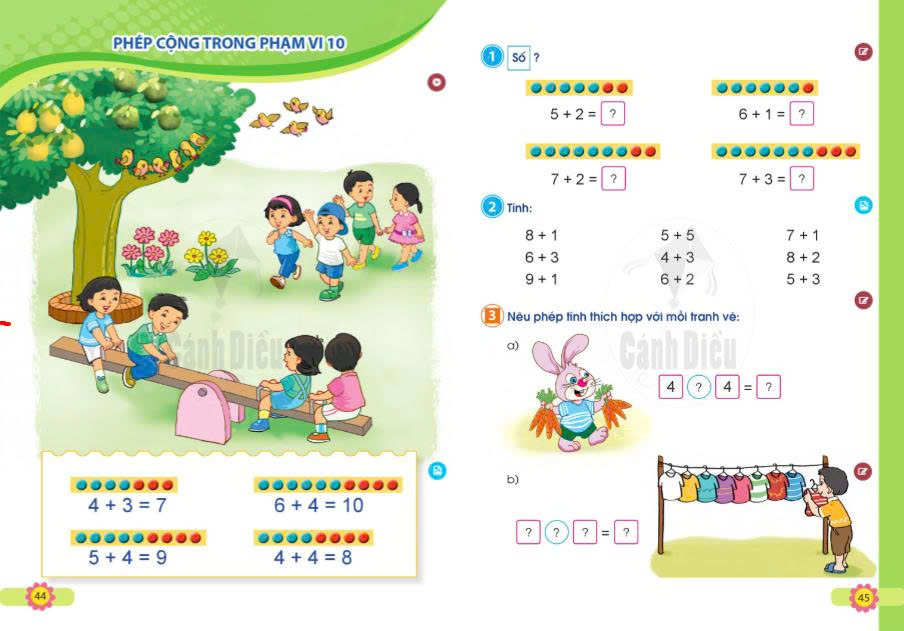 PHÉP CỘNG TRONG PHẠM VI 10
4 + 3 = 7
6 + 4 = 10
5 + 4 = 9
4 + 4 = 8
44
1 Số ?
5 + 2 = ?
6 + 1 = ?
7 + 2 = ?
7 + 3 = ?
2 Tính:
8 + 1 5 + 5 7 + 1
6 + 3 4 + 3 8 + 2
9 + 1 6 + 2 5 + 3
3 Nêu phép tính thích hợp với mỗi tranh vẽ:
a)
4 ? 4 = ?
b)
? ? ? = ?
45
Cánh Diều
Cánh Diều